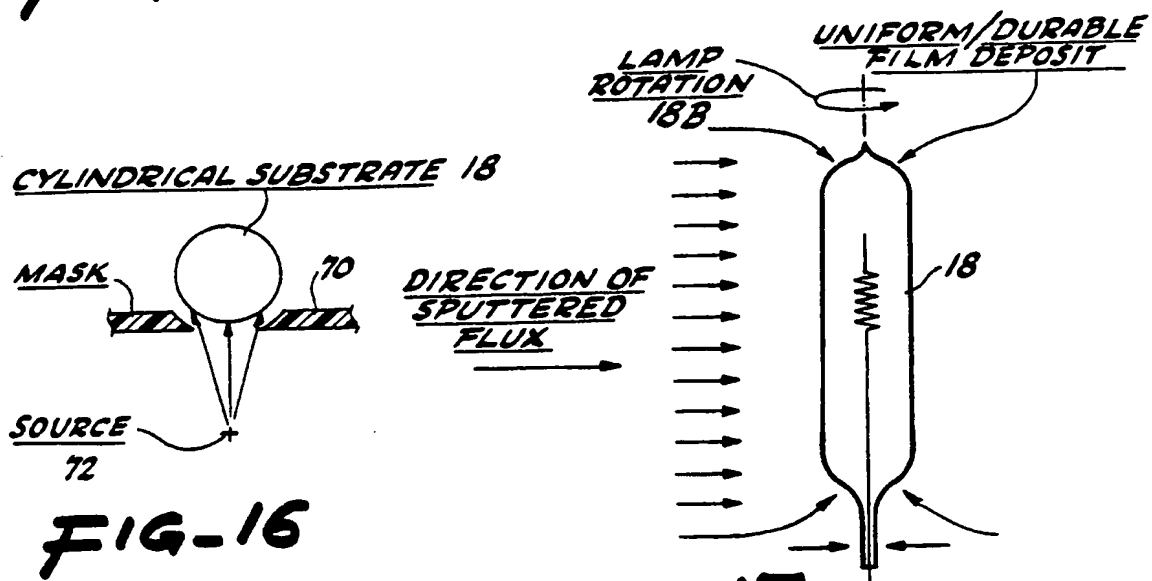 UNIFORM/DURABLE
FILM DEPOSIT
LAMP
ROTATION
18B
CYLINDRICAL SUBSTRATE 18
MASK
70
DIRECTION OF
SPUTTERED
FLUX
18
SOURCE
72
FIG-16